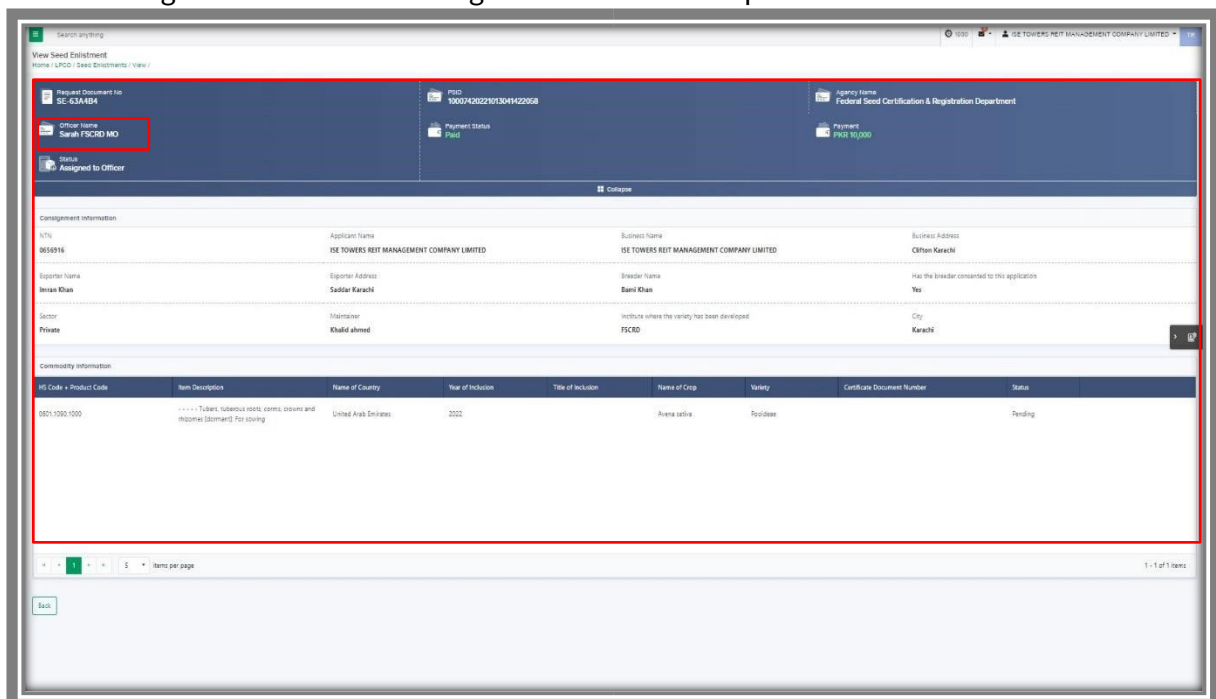 Search anything
1000
ISE TOWERS REIT MANAGEMENT COMPANY LIMITED
View Seed Enlistment
Home / LPCO / Seed Enlistments / View /
Request Document No
SE-63A4B4
PSID
10007420221013041422058
Agency Name
Federal Seed Certification & Registration Department
Officer Name
Sarah FSCRD MO
Payment Status
Paid
Payment
PKR 10,000
Status
Assigned to Officer
Collapse
Consignment Information
NTN
Applicant Name
Business Name
Business Address
0656916
ISE TOWERS REIT MANAGEMENT COMPANY LIMITED
ISE TOWERS REIT MANAGEMENT COMPANY LIMITED
Clifton Karachi
Exporter Name
Exporter Address
Breeder Name
Has the breeder consented to this application
Imran Khan
Saddar Karachi
Bami Khan
Yes
Sector
Maintainer
Institute where the variety has been developed
City
Private
Khalid ahmed
FSCRD
Karachi
Commodity Information
HS Code + Product Code Item Description Name of Country Year of Inclusion Title of Inclusion Name of Crop Variety Certificate Document Number Status
0601.1090.1000 - - - - - Tubers, tuberous roots, corms, crowns and rhizomes (dormant): For sowing United Arab Emirates 2022 Avena sativa Pooideae Pending
1 5 items per page 1 - 1 of 1 items
Back